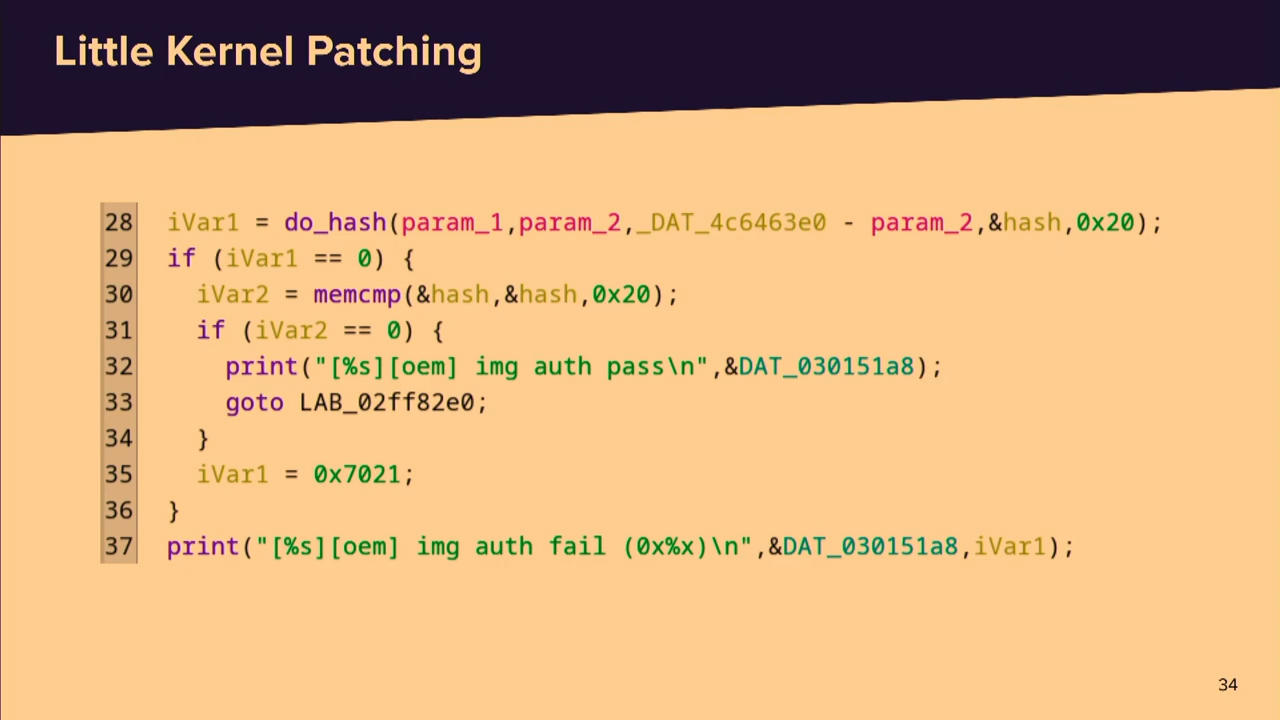 Little Kernel Patching
28 iVar1 = do_hash(param_1,param_2,_DAT_4c6463e0 - param_2,&hash,0x20);
29 if (iVar1 == 0) {
30 iVar2 = memcmp(&hash,&hash,0x20);
31 if (iVar2 == 0) {
32 print("[%s][oem] img auth pass\n",&DAT_030151a8);
33 goto LAB_02ff82e0;
34 }
35 iVar1 = 0x7021;
36 }
37 print("[%s][oem] img auth fail (0x%x)\n",&DAT_030151a8,iVar1);
34